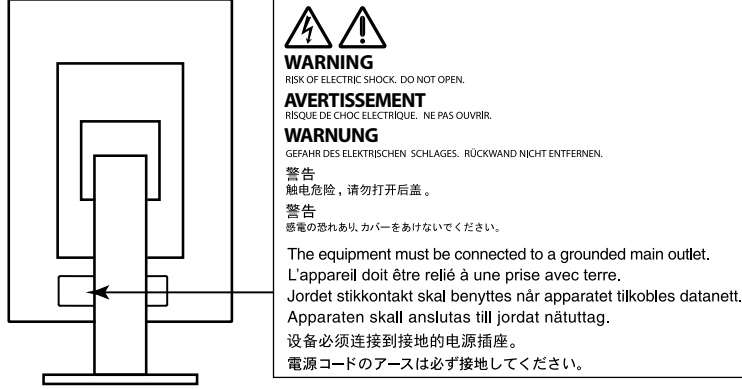 WARNING
RISK OF ELECTRIC SHOCK. DO NOT OPEN.
AVERTISSEMENT
RISQUE DE CHOC ELECTRIQUE. NE PAS OUVRIR.
WARNUNG
GEFAHR DES ELEKTRISCHEN SCHLAGES. RÜCKWAND NICHT ENTFERNEN.
警告
触电危险，请勿打开后盖。
警告
感電の恐れあり、カバーをあけないでください。
The equipment must be connected to a grounded main outlet.
L'appareil doit être relié à une prise avec terre.
Jordet stikkontakt skal benyttes når apparatet tilkobles datanett.
Apparaten skall anslutas till jordat nätuttag.
设备必须连接到接地的电源插座。
電源コードのアースは必ず接地してください。